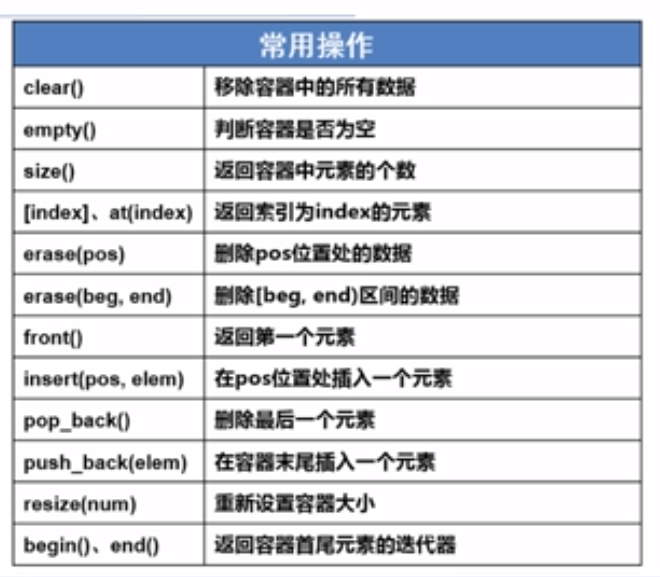 常用操作
clear() 移除容器中的所有数据
empty() 判断容器是否为空
size() 返回容器中元素的个数
[index]、at(index) 返回索引为index的元素
erase(pos) 删除pos位置处的数据
erase(beg, end) 删除[beg, end)区间的数据
front() 返回第一个元素
insert(pos, elem) 在pos位置处插入一个元素
pop_back() 删除最后一个元素
push_back(elem) 在容器末尾插入一个元素
resize(num) 重新设置容器大小
begin()、end() 返回容器首尾元素的迭代器